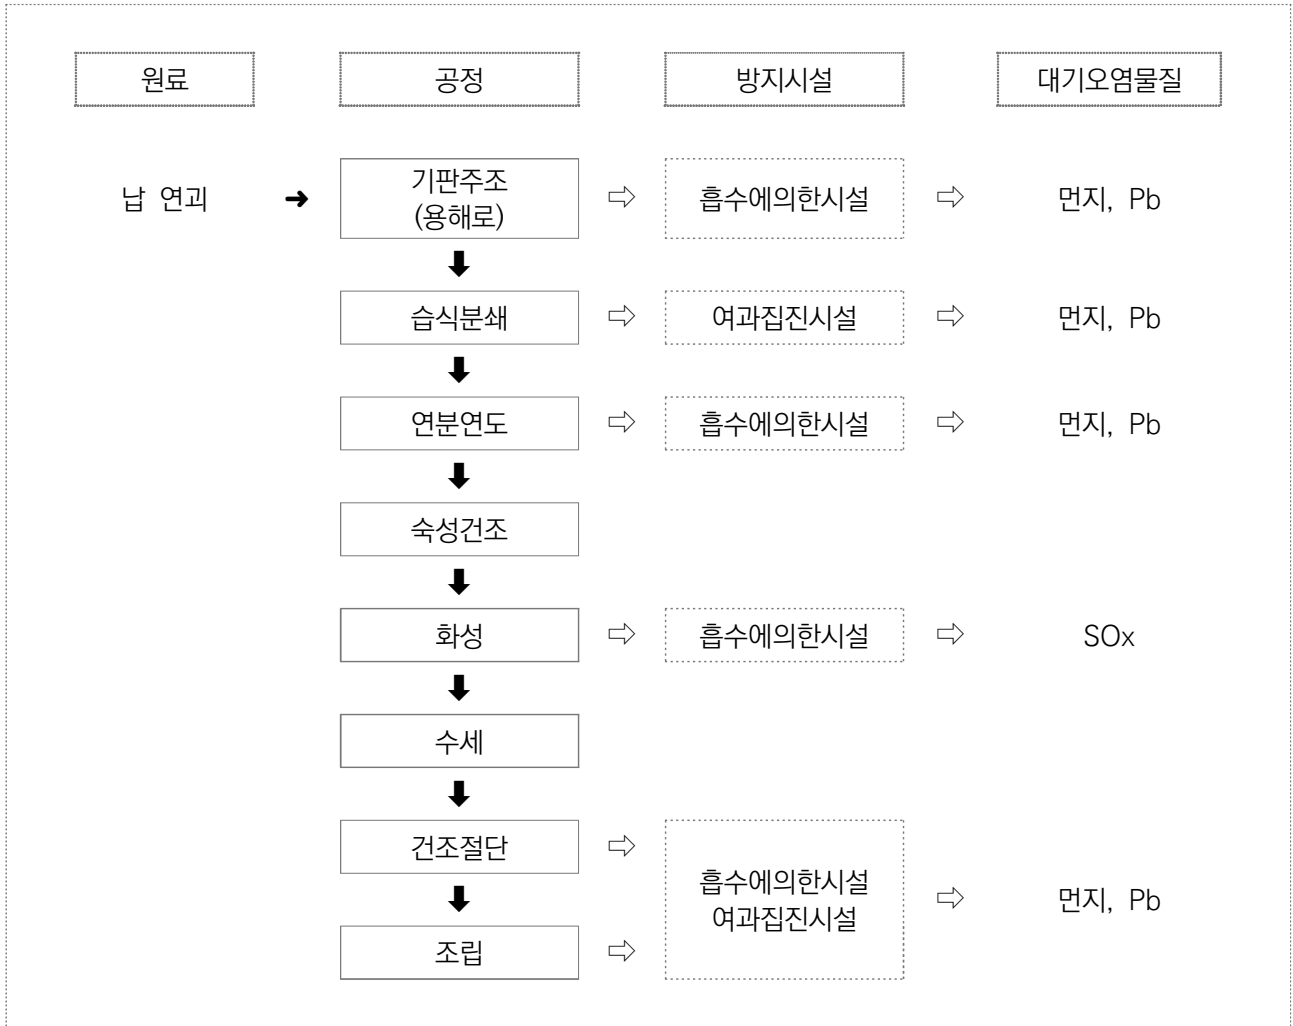 원료 공정 방지시설 대기오염물질
납 연괴 ➜ 기판주조 ⇨ 흡수에의한시설 ⇨ 먼지, Pb
(용해로)
습식분쇄 ⇨ 여과집진시설 ⇨ 먼지, Pb
연분연도 ⇨ 흡수에의한시설 ⇨ 먼지, Pb
숙성건조
화성 ⇨ 흡수에의한시설 ⇨ SOx
수세
건조절단 ⇨
흡수에의한시설
여과집진시설 ⇨ 먼지, Pb
조립 ⇨